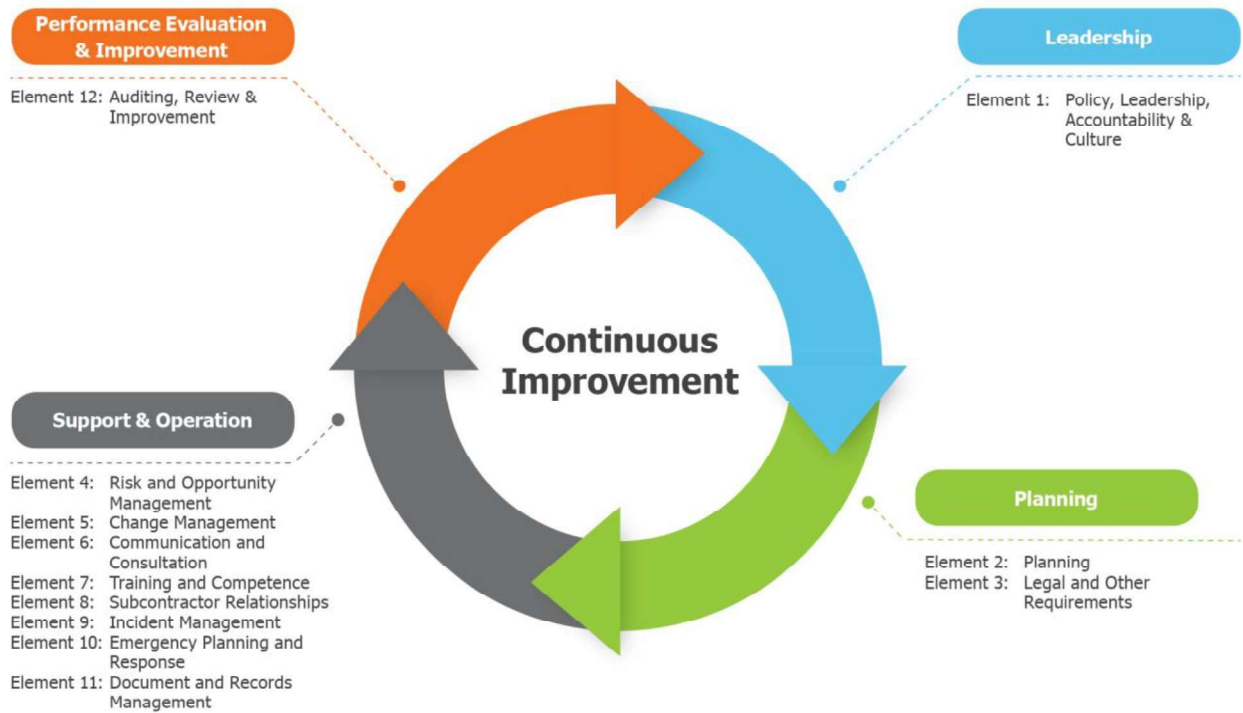 Performance Evaluation
& Improvement
Element 12: Auditing, Review &
Improvement
Leadership
Element 1: Policy, Leadership,
Accountability &
Culture
Continuous
Improvement
Support & Operation
Element 4: Risk and Opportunity
Management
Element 5: Change Management
Element 6: Communication and
Consultation
Element 7: Training and Competence
Element 8: Subcontractor Relationships
Element 9: Incident Management
Element 10: Emergency Planning and
Response
Element 11: Document and Records
Management
Planning
Element 2: Planning
Element 3: Legal and Other
Requirements